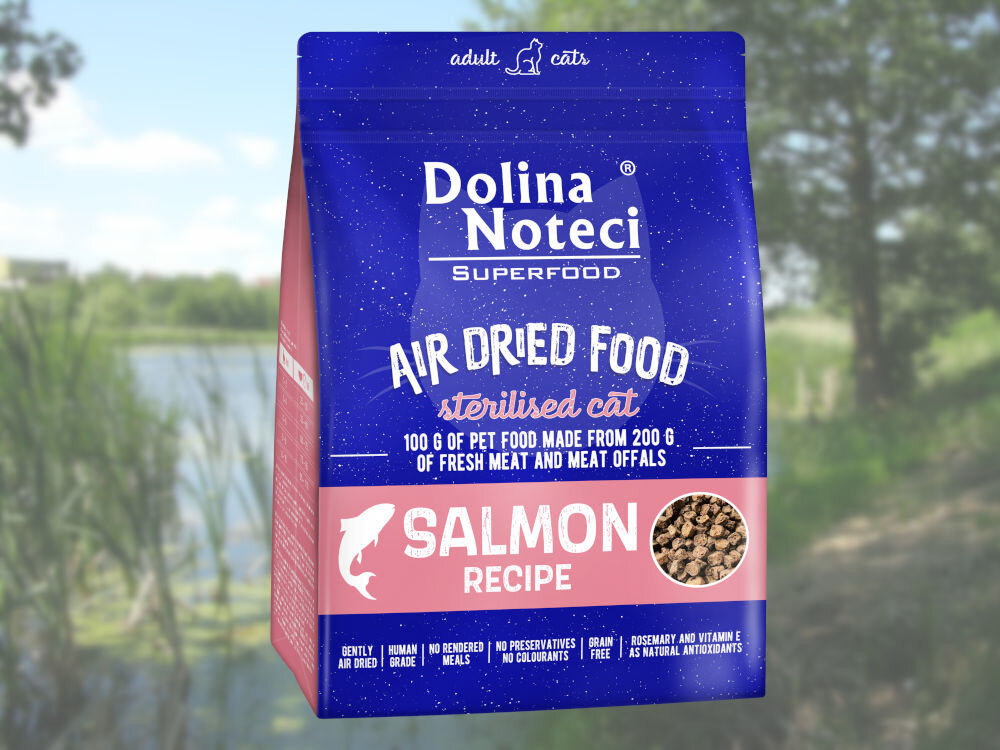 adult cats
Dolina ®
Noteci
SUPERFOOD
AIR DRIED FOOD
sterilised cat
100 G OF PET FOOD MADE FROM 200 G
OF FRESH MEAT AND MEAT OFFALS
SALMON
RECIPE
GENTLY
AIR DRIED
HUMAN
GRADE
NO RENDERED
MEALS
NO PRESERVATIVES
NO COLOURANTS
GRAIN
FREE
ROSEMARY AND VITAMIN E
AS NATURAL ANTIOXIDANTS